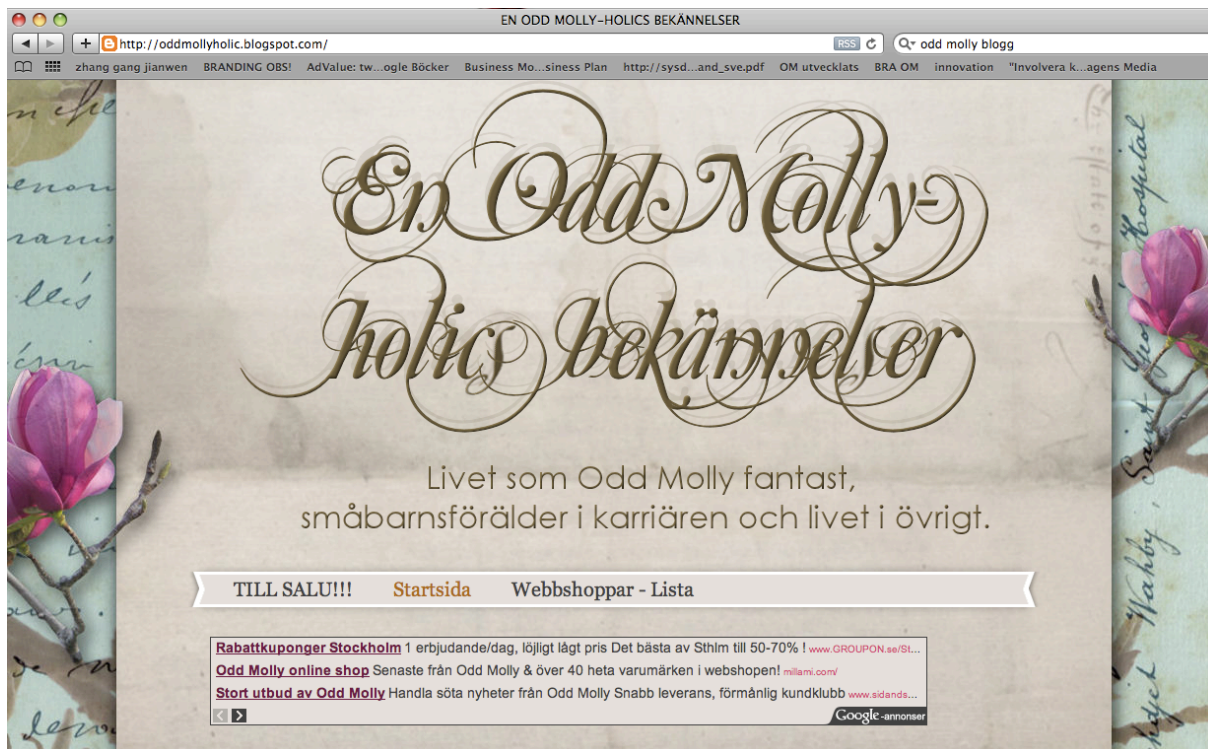 EN ODD MOLLY-HOLICS BEKÄNNELSER
http://oddmollyholic.blogspot.com/ RSS odd molly blogg
zhang gang jianwen BRANDING OBS! AdValue: tw...ogle Böcker Business Mo...siness Plan http://sysd...and_sve.pdf OM utvecklats BRA OM innovation "Involvera k...agens Media
En Odd Molly-
holics bekännelser
Livet som Odd Molly fantast,
småbarnsförälder i karriären och livet i övrigt.
TILL SALU!!! Startsida Webbshoppar - Lista
Rabattkuponger Stockholm 1 erbjudande/dag, löjligt lågt pris Det bästa av Sthlm till 50-70% ! www.GROUPON.se/St...
Odd Molly online shop Senaste från Odd Molly & över 40 heta varumärken i webshopen! millami.com/
Stort utbud av Odd Molly Handla söta nyheter från Odd Molly Snabb leverans, förmånlig kundklubb www.sidands...
Google-annonser
Hospital
Saint
Wahby,